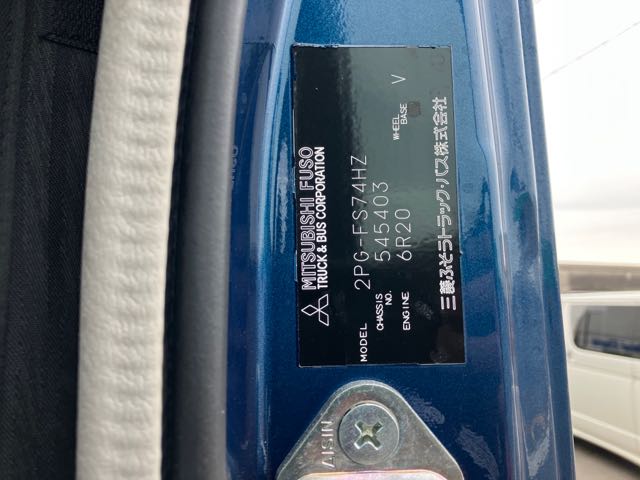 MITSUBISHI FUSO
TRUCK & BUS CORPORATION
MODEL 2PG-FS74HZ
CHASSIS NO. 545403
ENGINE 6R20 WHEEL BASE V
三菱ふそうトラック・バス株式会社
AISIN